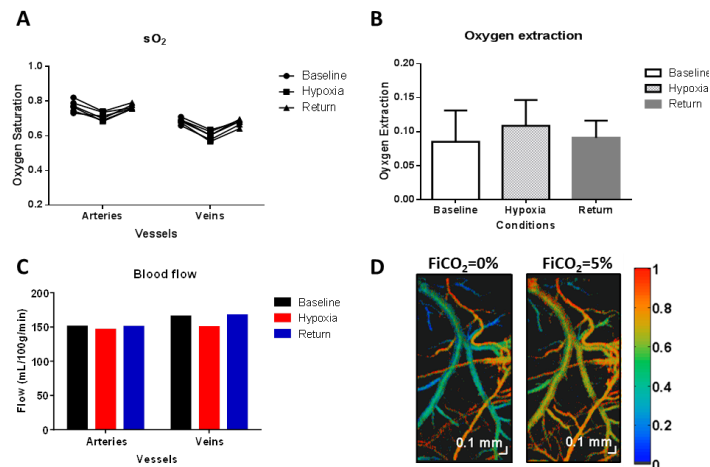 A
sO2
Oxygen Saturation
1.0
0.8
0.6
0.4
0.2
Arteries
Veins
Vessels
Baseline
Hypoxia
Return
B
Oxygen extraction
Oyxgen Extraction
0.20
0.15
0.10
0.05
0.00
Baseline
Hypoxia
Return
Conditions
Baseline
Hypoxia
Return
C
Blood flow
Flow (mL/100g/min)
200
150
100
50
0
Arteries
Veins
Vessels
Baseline
Hypoxia
Return
D
FiCO2=0%
FiCO2=5%
0.1 mm
0.1 mm
1
0.8
0.6
0.4
0.2
0